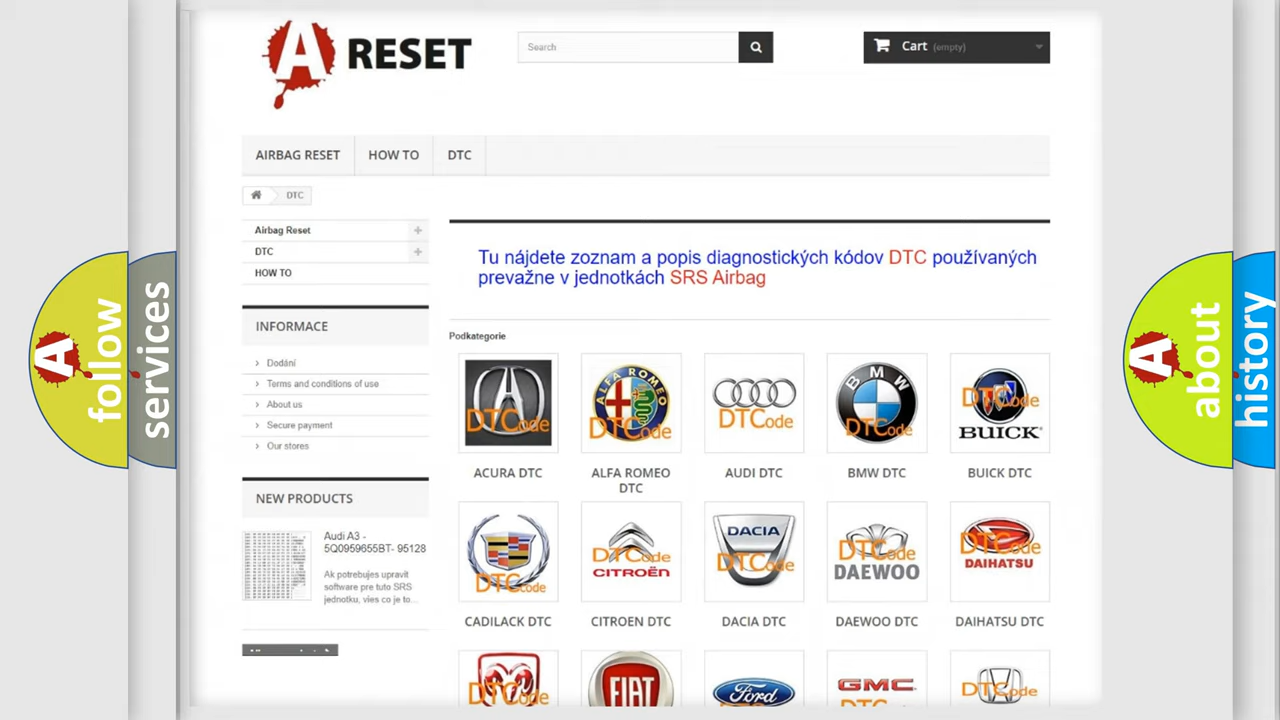 A RESET
Search
Cart (empty)
AIRBAG RESET
HOW TO
DTC
DTC
Airbag Reset
DTC
HOW TO
Tu nájdete zoznam a popis diagnostických kódov DTC používaných
prevažne v jednotkách SRS Airbag
INFORMACE
Dodání
Terms and conditions of use
About us
Secure payment
Our stores
Podkategorie
DTCode
ALFA ROMEO
DTCode
DTCode
BMW
DTCode
DTCode
BUICK
ACURA DTC
ALFA ROMEO
DTC
AUDI DTC
BMW DTC
BUICK DTC
NEW PRODUCTS
Audi A3 -
5Q0959655BT- 95128
Ak potrebujes upravit
software pre tuto SRS
jednotku, vies co je to...
DTCode
DTCode
CITROËN
DACIA
DTCode
DTCode
DAEWOO
DTCode
DAIHATSU
CADILACK DTC
CITROEN DTC
DACIA DTC
DAEWOO DTC
DAIHATSU DTC
DTCode
FIAT
Ford
GMC
DTCode
A follow
services
A about
history